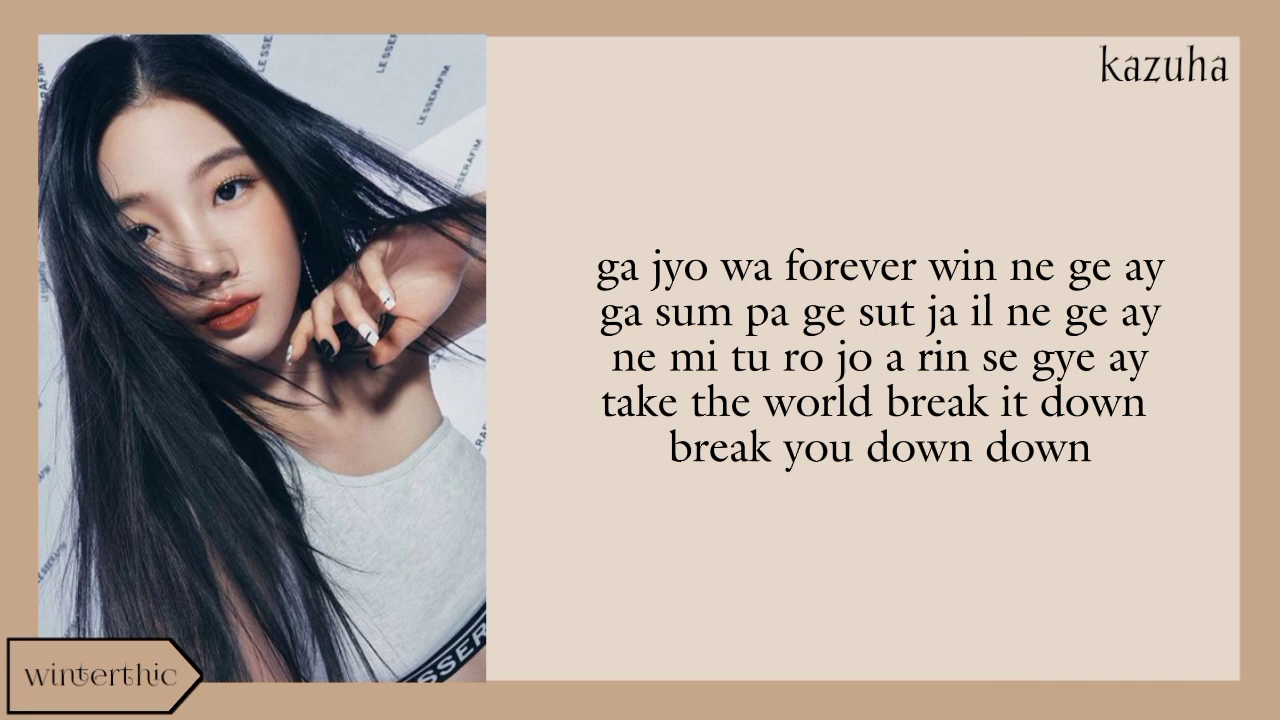 kazuha
LESSERAFIM
LESSERAFIM
ga jyo wa forever win ne ge ay
ga sum pa ge sut ja il ne ge ay
ne mi tu ro jo a rin se gye ay
take the world break it down
break you down down
winterthic